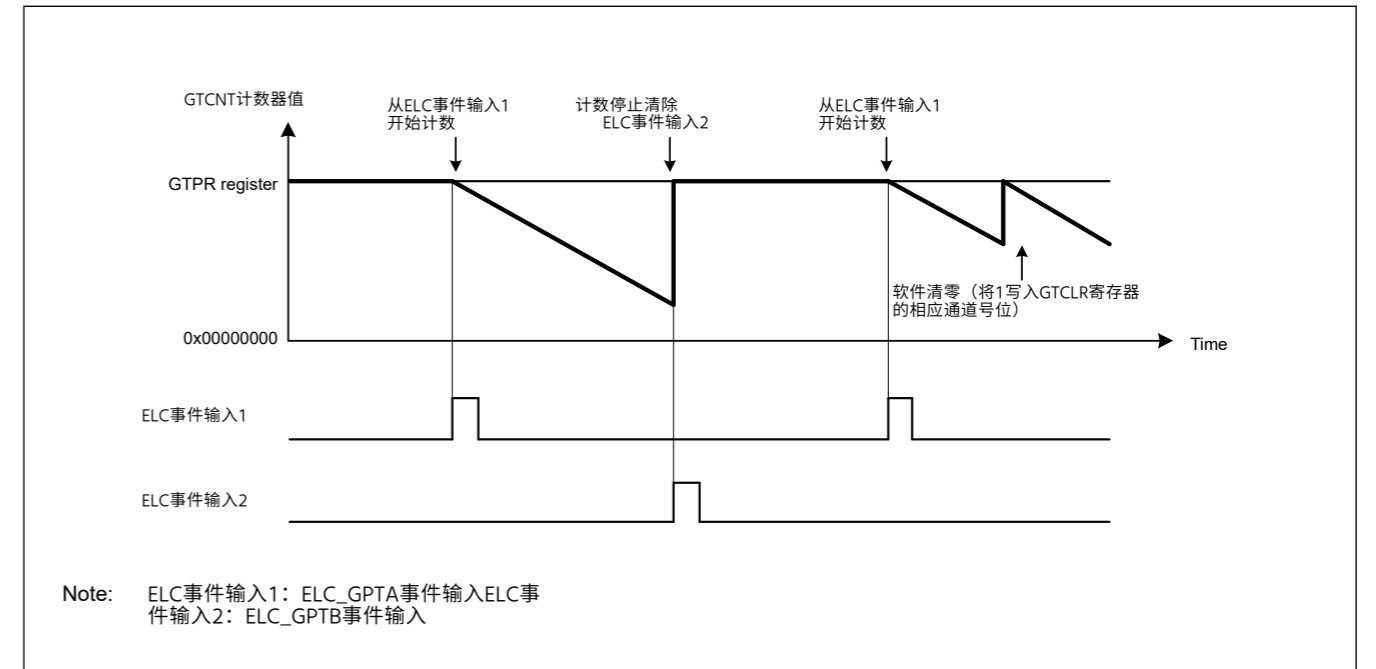 GTCNT计数器值
从ELC事件输入1
开始计数
计数停止清除
ELC事件输入2
从ELC事件输入1
开始计数
GTPR register
软件清零（将1写入GTCLR寄存器
的相应通道号位）
0x00000000
Time
ELC事件输入1
ELC事件输入2
Note: ELC事件输入1：ELC_GPTA事件输入ELC事
件输入2：ELC_GPTB事件输入